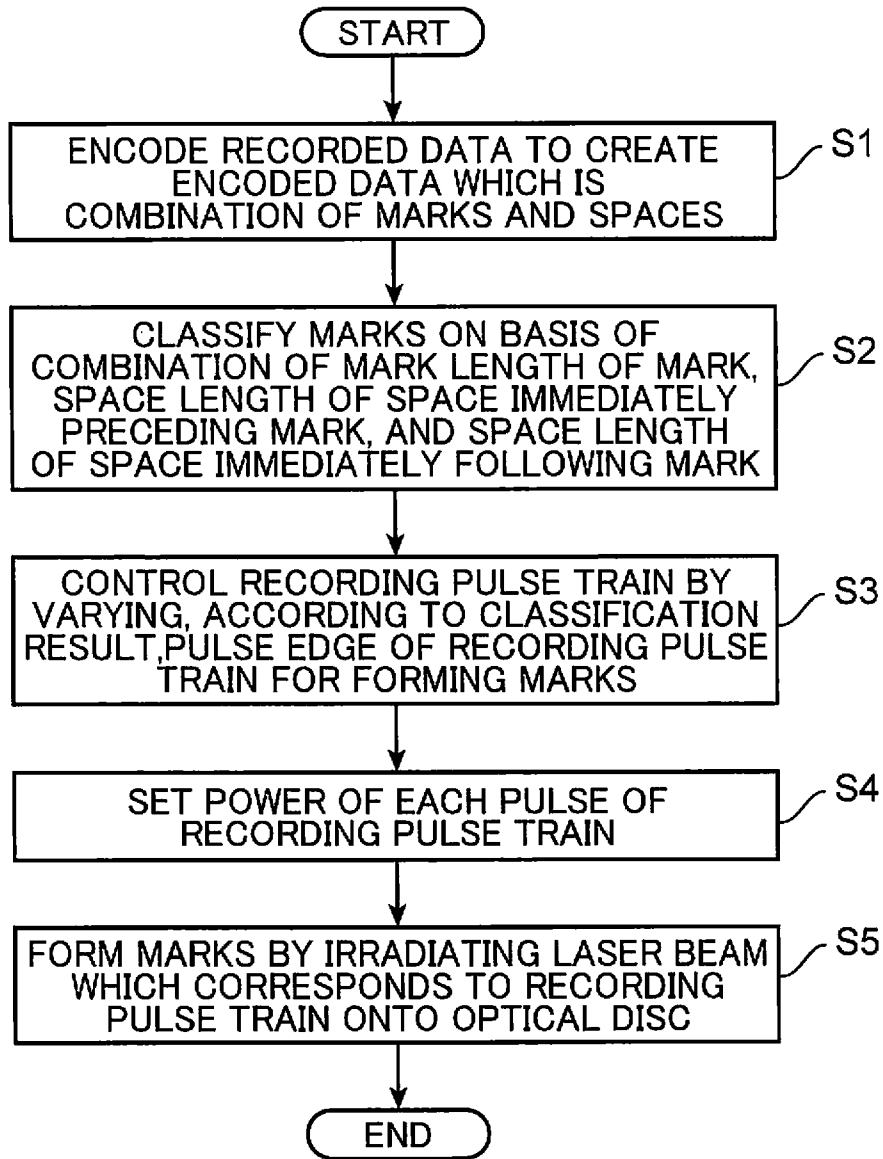 START
ENCODE RECORDED DATA TO CREATE
ENCODED DATA WHICH IS
COMBINATION OF MARKS AND SPACES
S1
CLASSIFY MARKS ON BASIS OF
COMBINATION OF MARK LENGTH OF MARK,
SPACE LENGTH OF SPACE IMMEDIATELY
PRECEDING MARK, AND SPACE LENGTH
OF SPACE IMMEDIATELY FOLLOWING MARK
S2
CONTROL RECORDING PULSE TRAIN BY
VARYING, ACCORDING TO CLASSIFICATION
RESULT,PULSE EDGE OF RECORDING PULSE
TRAIN FOR FORMING MARKS
S3
SET POWER OF EACH PULSE OF
RECORDING PULSE TRAIN
S4
FORM MARKS BY IRRADIATING LASER BEAM
WHICH CORRESPONDS TO RECORDING
PULSE TRAIN ONTO OPTICAL DISC
S5
END